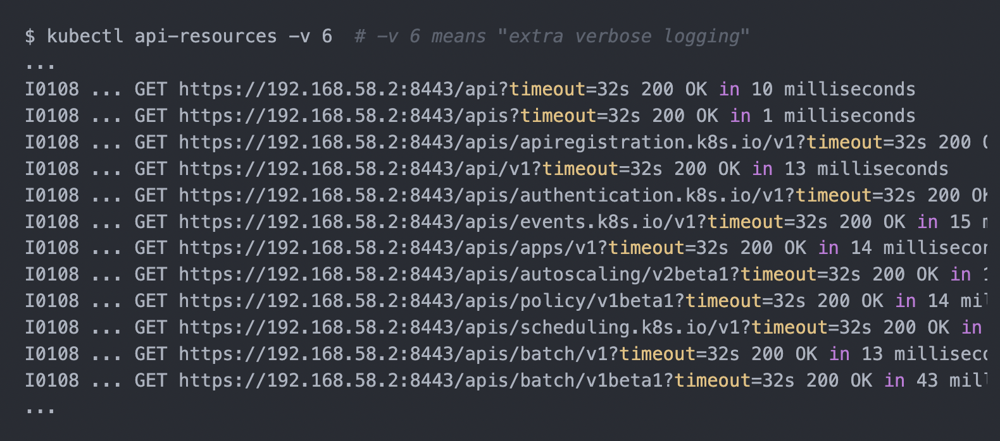 $ kubectl api-resources -v 6  # -v 6 means "extra verbose logging"
...
I0108 ... GET https://192.168.58.2:8443/api?timeout=32s 200 OK in 10 milliseconds
I0108 ... GET https://192.168.58.2:8443/apis?timeout=32s 200 OK in 1 milliseconds
I0108 ... GET https://192.168.58.2:8443/apis/apiregistration.k8s.io/v1?timeout=32s 200
I0108 ... GET https://192.168.58.2:8443/api/v1?timeout=32s 200 OK in 13 milliseconds
I0108 ... GET https://192.168.58.2:8443/apis/authentication.k8s.io/v1?timeout=32s 200 OK
I0108 ... GET https://192.168.58.2:8443/apis/events.k8s.io/v1?timeout=32s 200 OK in 15
I0108 ... GET https://192.168.58.2:8443/apis/apps/v1?timeout=32s 200 OK in 14 millisecon
I0108 ... GET https://192.168.58.2:8443/apis/autoscaling/v2beta1?timeout=32s 200 OK in
I0108 ... GET https://192.168.58.2:8443/apis/policy/v1beta1?timeout=32s 200 OK in 14 mil
I0108 ... GET https://192.168.58.2:8443/apis/scheduling.k8s.io/v1?timeout=32s 200 OK in
I0108 ... GET https://192.168.58.2:8443/apis/batch/v1?timeout=32s 200 OK in 13 millisec
I0108 ... GET https://192.168.58.2:8443/apis/batch/v1beta1?timeout=32s 200 OK in 43 mil
...